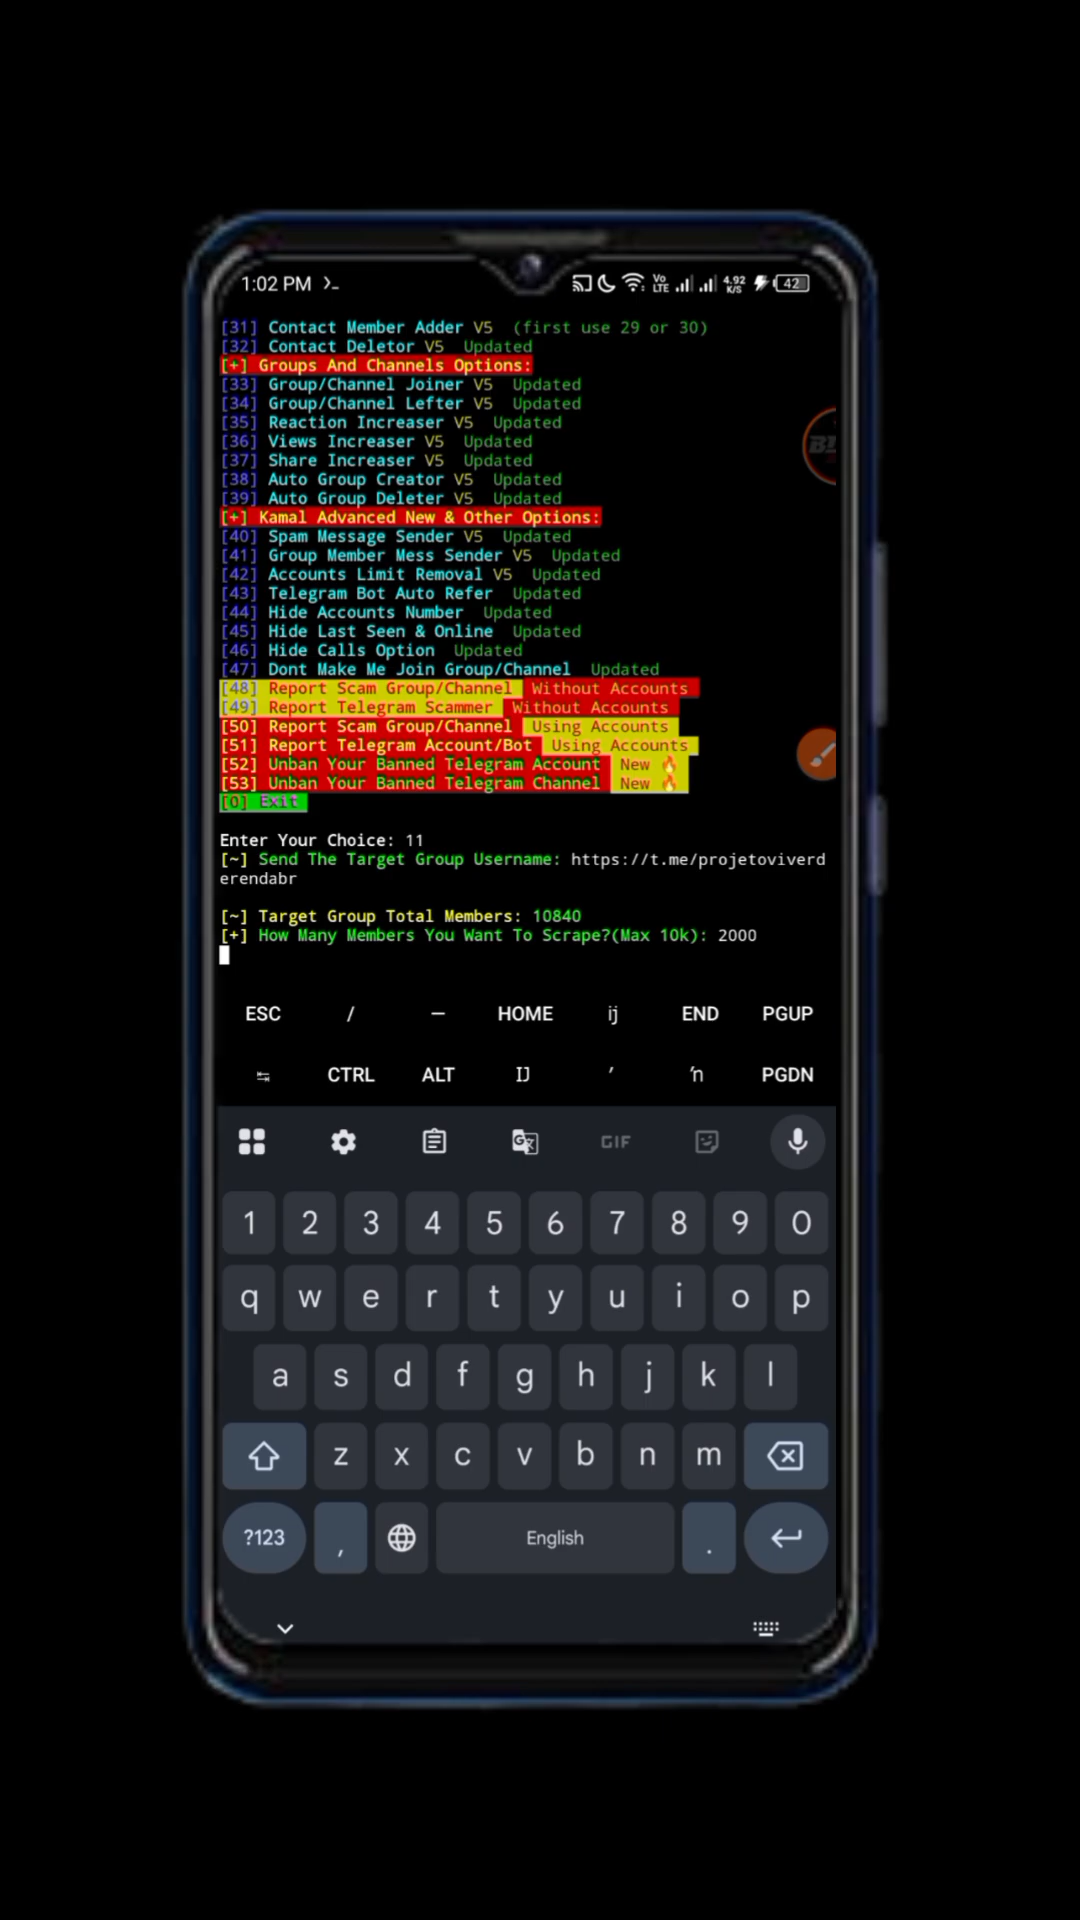 1:02 PM >_ Vo LTE 4.92 K/S 42
[31] Contact Member Adder V5 (first use 29 or 30)
[32] Contact Deletor V5 Updated
[+] Groups And Channels Options:
[33] Group/Channel Joiner V5 Updated
[34] Group/Channel Lefter V5 Updated
[35] Reaction Increaser V5 Updated
[36] Views Increaser V5 Updated
[37] Share Increaser V5 Updated
[38] Auto Group Creator V5 Updated
[39] Auto Group Deleter V5 Updated
[+] Kamal Advanced New & Other Options:
[40] Spam Message Sender V5 Updated
[41] Group Member Mess Sender V5 Updated
[42] Accounts Limit Removal V5 Updated
[43] Telegram Bot Auto Refer Updated
[44] Hide Accounts Number Updated
[45] Hide Last Seen & Online Updated
[46] Hide Calls Option Updated
[47] Dont Make Me Join Group/Channel Updated
[48] Report Scam Group/Channel Without Accounts
[49] Report Telegram Scammer Without Accounts
[50] Report Scam Group/Channel Using Accounts
[51] Report Telegram Account/Bot Using Accounts
[52] Unban Your Banned Telegram Account New 🔥
[53] Unban Your Banned Telegram Channel New 🔥
[0] Exit
Enter Your Choice: 11
[~] Send The Target Group Username: https://t.me/projetoviverd
erendabr
[~] Target Group Total Members: 10840
[+] How Many Members You Want To Scrape?(Max 10k): 2000
ESC / — HOME ij END PGUP
⇆ CTRL ALT IJ ′ ŉ PGDN
GIF
1 2 3 4 5 6 7 8 9 0
q w e r t y u i o p
a s d f g h j k l
z x c v b n m
?123 , English .